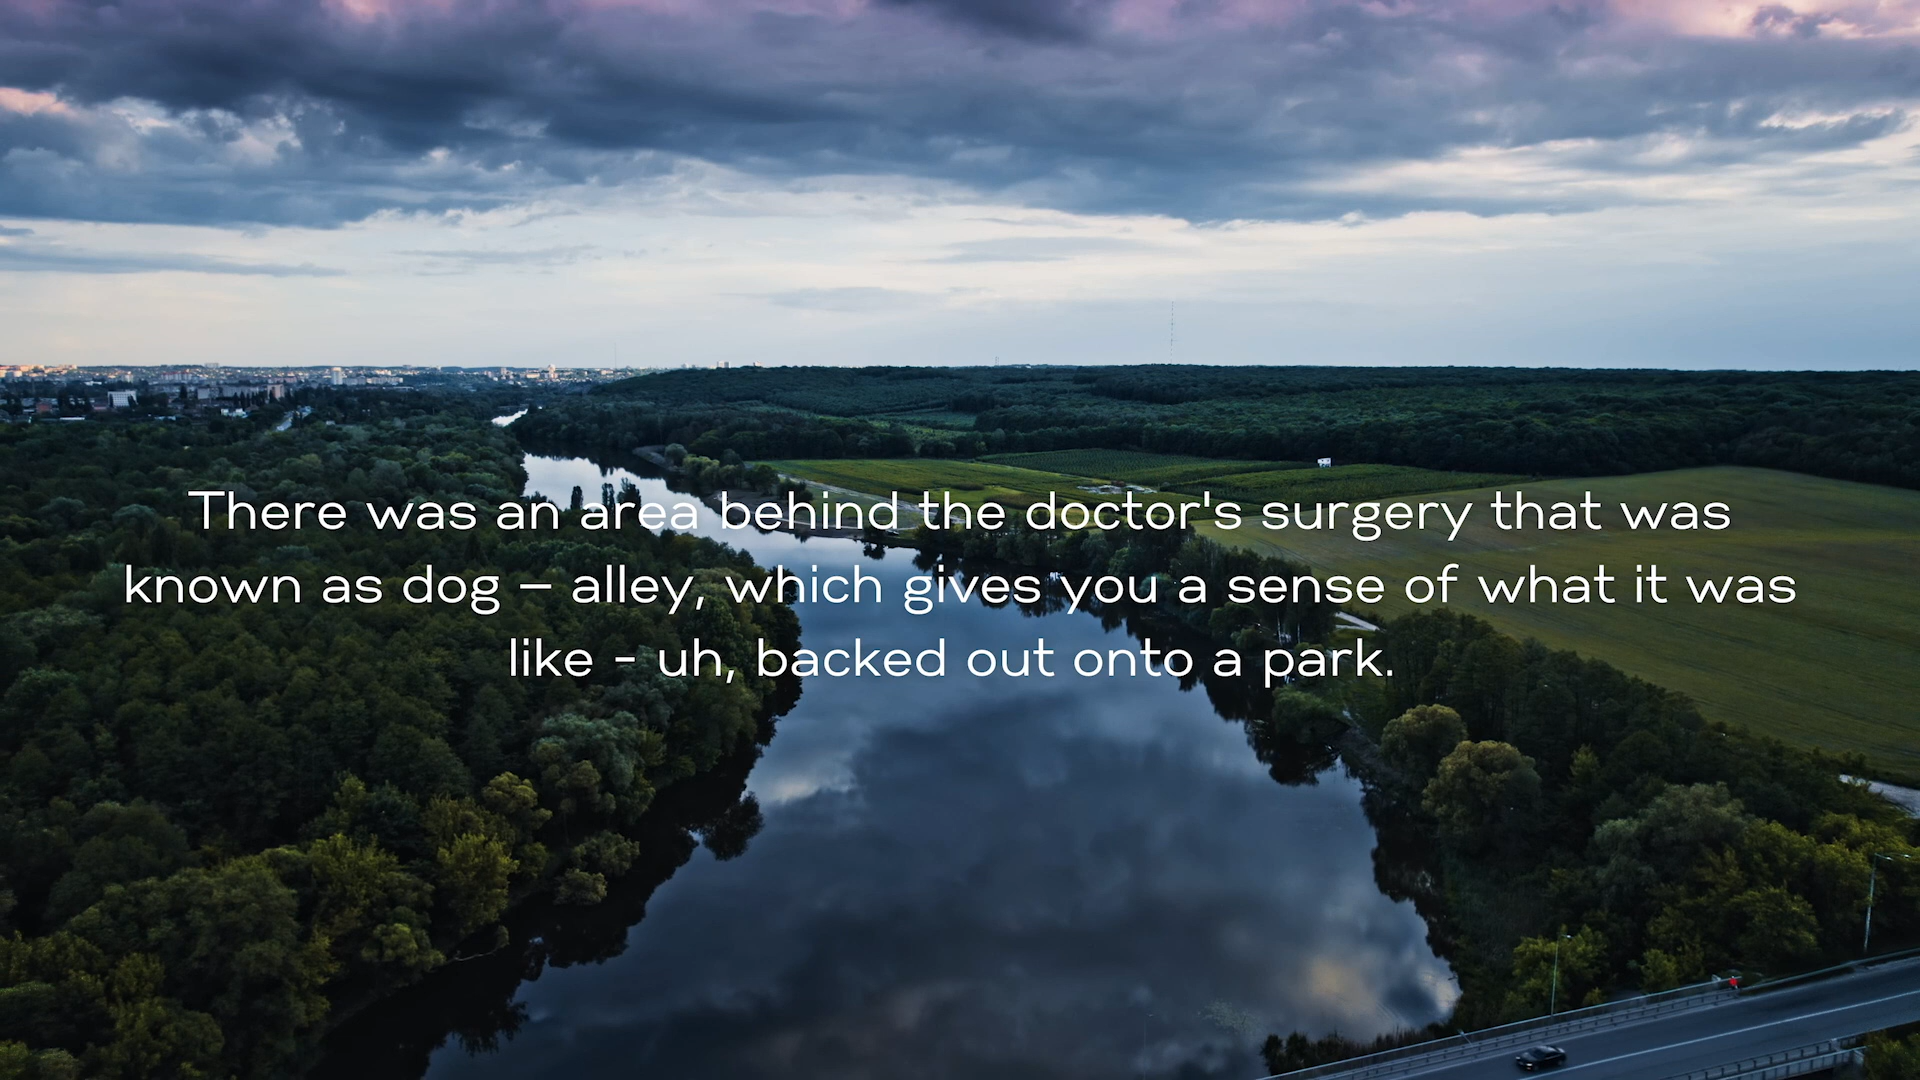 There was an area behind the doctor's surgery that was
known as dog – alley, which gives you a sense of what it was
like - uh, backed out onto a park.